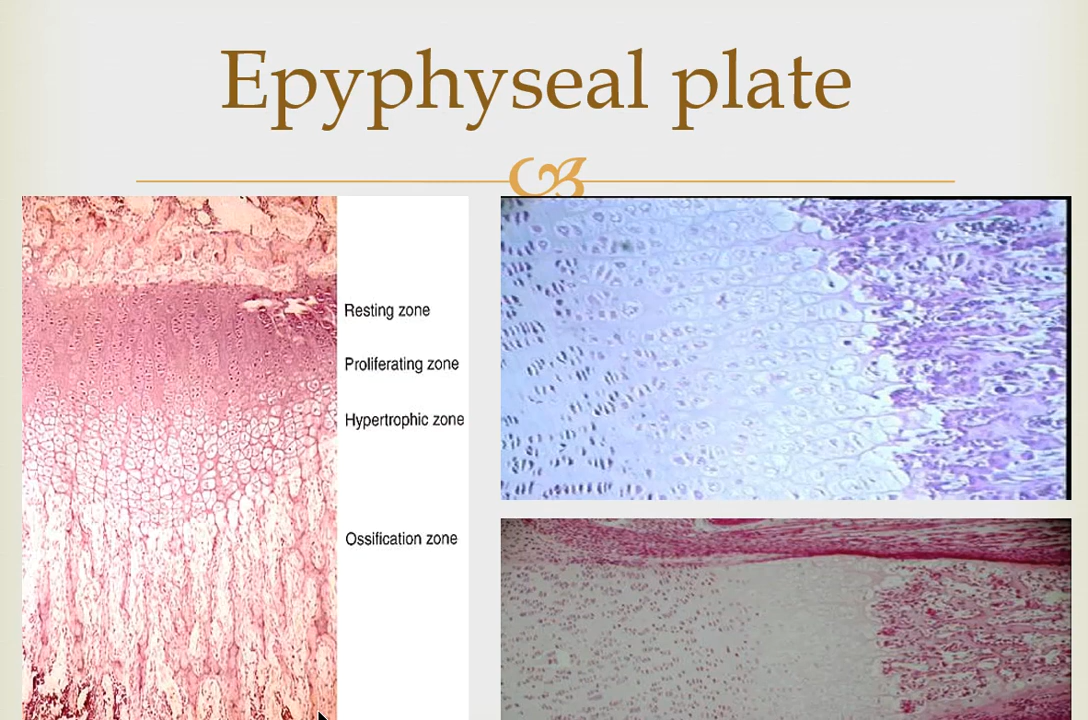 Epyphyseal plate
Resting zone
Proliferating zone
Hypertrophic zone
Ossification zone